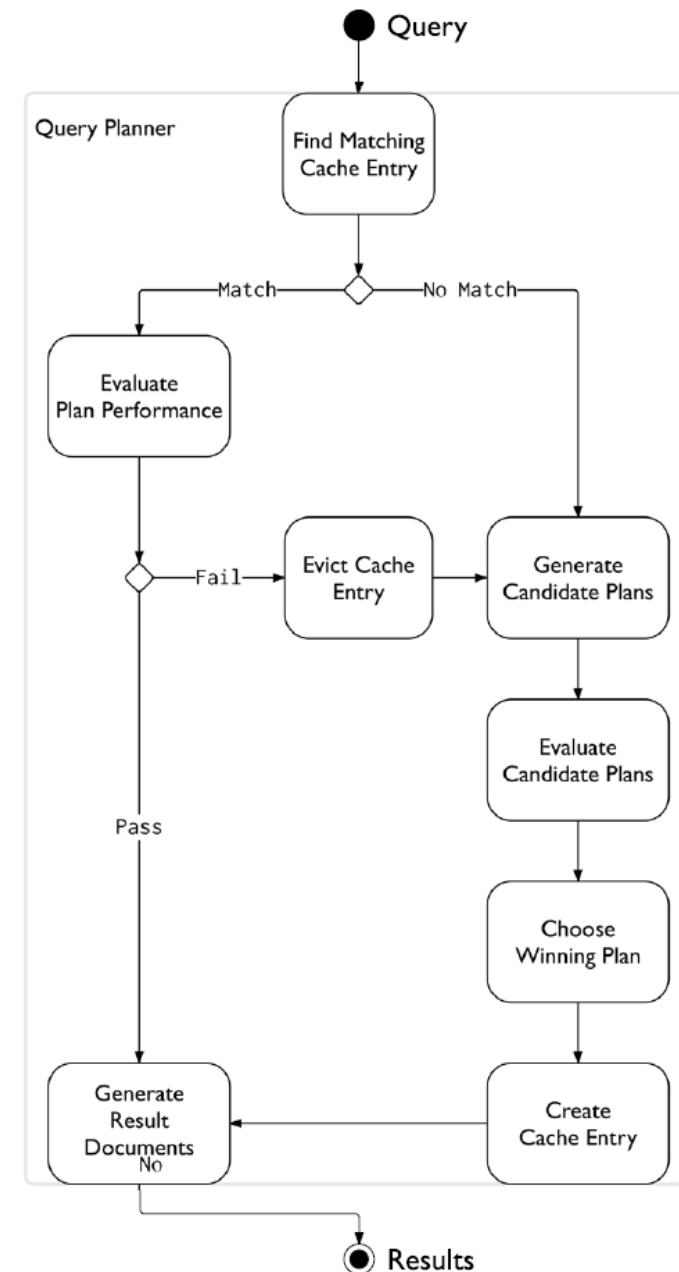 Query
Query Planner
Find Matching
Cache Entry
Match
No Match
Evaluate
Plan Performance
Fail
Evict Cache
Entry
Generate
Candidate Plans
Evaluate
Candidate Plans
Pass
Choose
Winning Plan
Generate
Result
Documents
No
Create
Cache Entry
Results